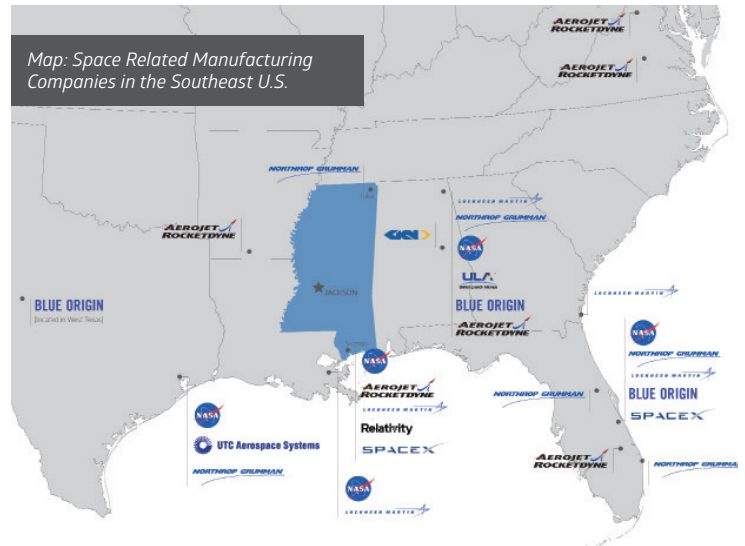 Map: Space Related Manufacturing
Companies in the Southeast U.S.
AEROJET
ROCKETDYNE
AEROJET
ROCKETDYNE
NORTHROP GRUMMAN
Iuka
LOCKHEED MARTIN
NORTHROP GRUMMAN
AEROJET
ROCKETDYNE
GKN
NASA
ULA
JACKSON
BLUE ORIGIN
[located in West Texas]
BLUE ORIGIN
AEROJET
ROCKETDYNE
LOCKHEED MARTIN
NASA
NORTHROP GRUMMAN
LOCKHEED MARTIN
BLUE ORIGIN
SPACEX
NASA
AEROJET
ROCKETDYNE
LOCKHEED MARTIN
Relativity
SPACEX
NORTHROP GRUMMAN
NASA
UTC Aerospace Systems
NORTHROP GRUMMAN
AEROJET
ROCKETDYNE
NORTHROP GRUMMAN
NASA
LOCKHEED MARTIN